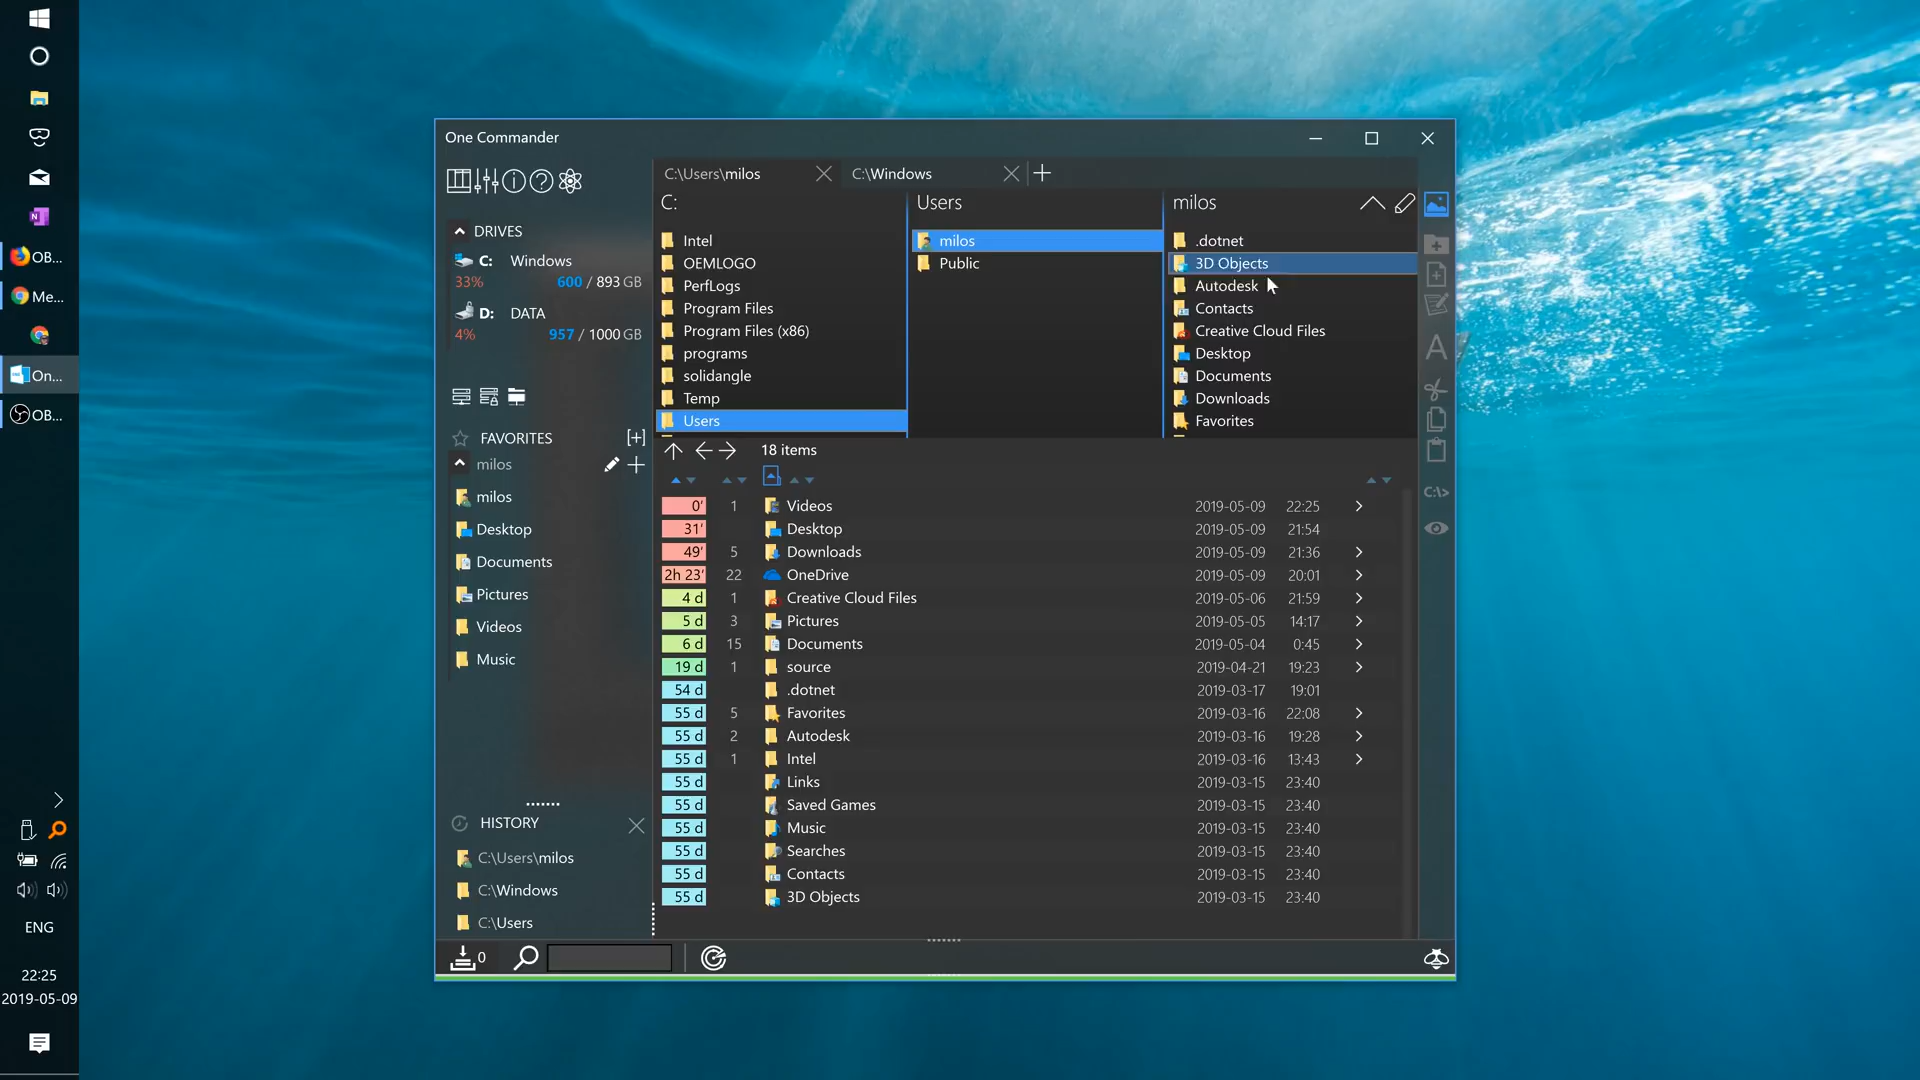 OB...
Me...
On...
OB...
ENG
22:25
2019-05-09
One Commander
DRIVES
C: Windows
33% 600 / 893 GB
D: DATA
4% 957 / 1000 GB
FAVORITES [+]
milos
milos
Desktop
Documents
Pictures
Videos
Music
HISTORY
C:\Users\milos
C:\Windows
C:\Users
0
C:\Users\milos
C:\Windows
C:
Intel
OEMLOGO
PerfLogs
Program Files
Program Files (x86)
programs
solidangle
Temp
Users
Users
milos
Public
milos
.dotnet
3D Objects
Autodesk
Contacts
Creative Cloud Files
Desktop
Documents
Downloads
Favorites
18 items
0' 1 Videos 2019-05-09 22:25
31' Desktop 2019-05-09 21:54
49' 5 Downloads 2019-05-09 21:36
2h 23' 22 OneDrive 2019-05-09 20:01
4 d 1 Creative Cloud Files 2019-05-06 21:59
5 d 3 Pictures 2019-05-05 14:17
6 d 15 Documents 2019-05-04 0:45
19 d 1 source 2019-04-21 19:23
54 d .dotnet 2019-03-17 19:01
55 d 5 Favorites 2019-03-16 22:08
55 d 2 Autodesk 2019-03-16 19:28
55 d 1 Intel 2019-03-16 13:43
55 d Links 2019-03-15 23:40
55 d Saved Games 2019-03-15 23:40
55 d Music 2019-03-15 23:40
55 d Searches 2019-03-15 23:40
55 d Contacts 2019-03-15 23:40
55 d 3D Objects 2019-03-15 23:40
A
C:\>